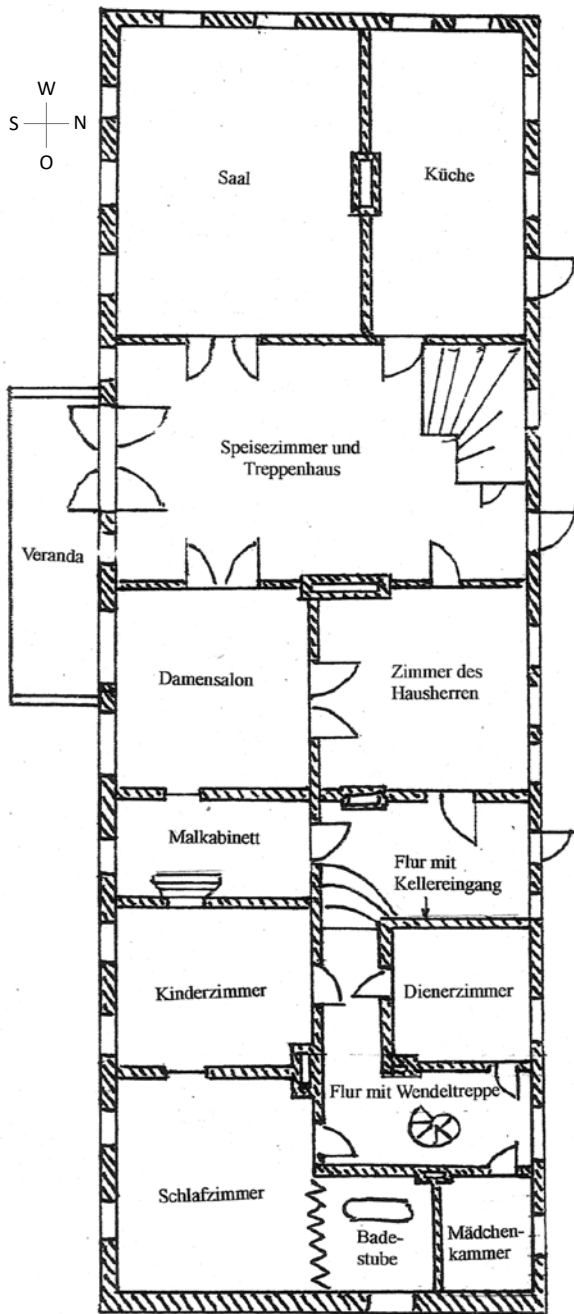 W
S
N
O
Saal
Küche
Speisezimmer und
Treppenhaus
Veranda
Damensalon
Zimmer des
Hausherren
Malkabinett
Flur mit
Kellereingang
Kinderzimmer
Dienerzimmer
Flur mit Wendeltreppe
Schlafzimmer
Bade-
stube
Mädchen-
kammer